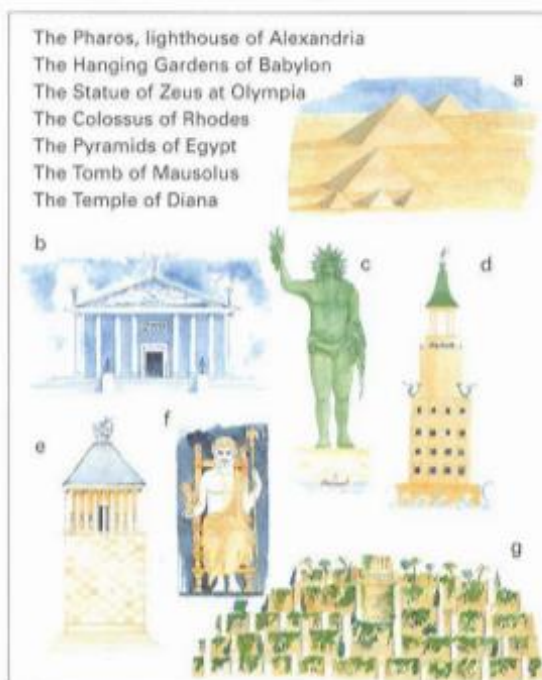 The Pharos, lighthouse of Alexandria
The Hanging Gardens of Babylon
The Statue of Zeus at Olympia
The Colossus of Rhodes
The Pyramids of Egypt
The Tomb of Mausolus
The Temple of Diana
a
b
c
d
e
f
g